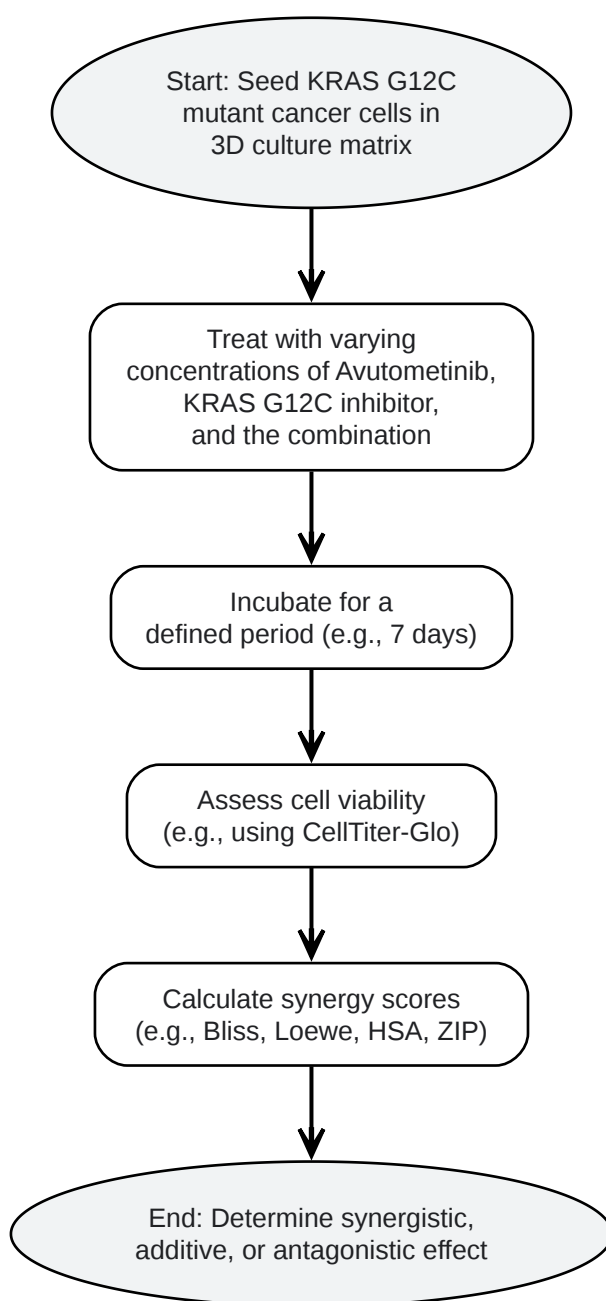 Start: Seed KRAS G12C
mutant cancer cells in
3D culture matrix
Treat with varying
concentrations of Avutometinib,
KRAS G12C inhibitor,
and the combination
Incubate for a
defined period (e.g., 7 days)
Assess cell viability
(e.g., using CellTiter-Glo)
Calculate synergy scores
(e.g., Bliss, Loewe, HSA, ZIP)
End: Determine synergistic,
additive, or antagonistic effect